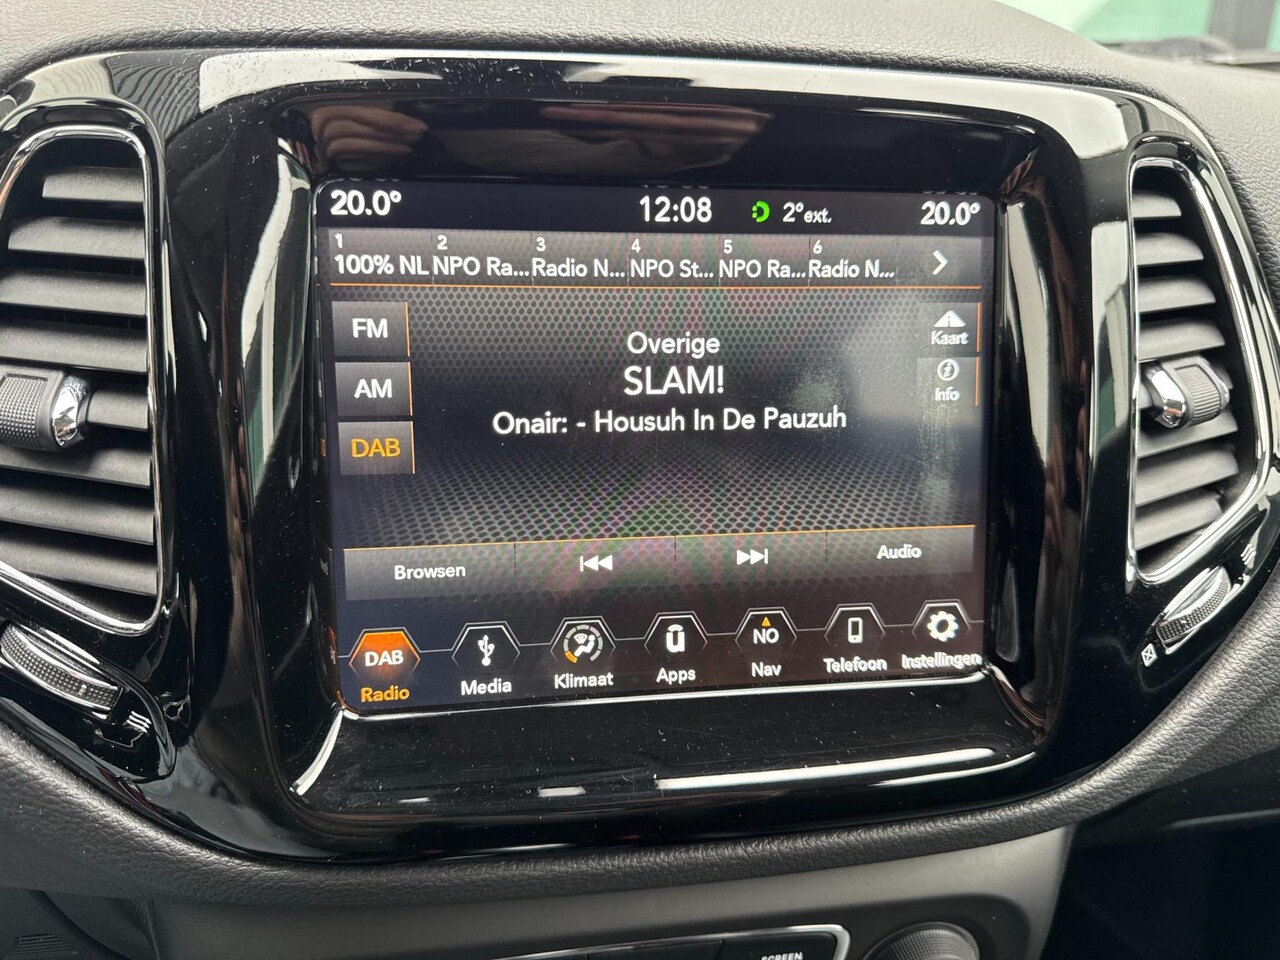 20.0° 12:08 2°ext. 20.0°
1 2 3 4 5 6
100% NL NPO Ra... Radio N... NPO St... NPO Ra... Radio N...
FM
Kaart
AM
Info
DAB
Overige
SLAM!
Onair: - Housuh In De Pauzuh
Browsen Audio
DAB NO
Radio Media Klimaat Apps Nav Telefoon Instellingen
SCREEN